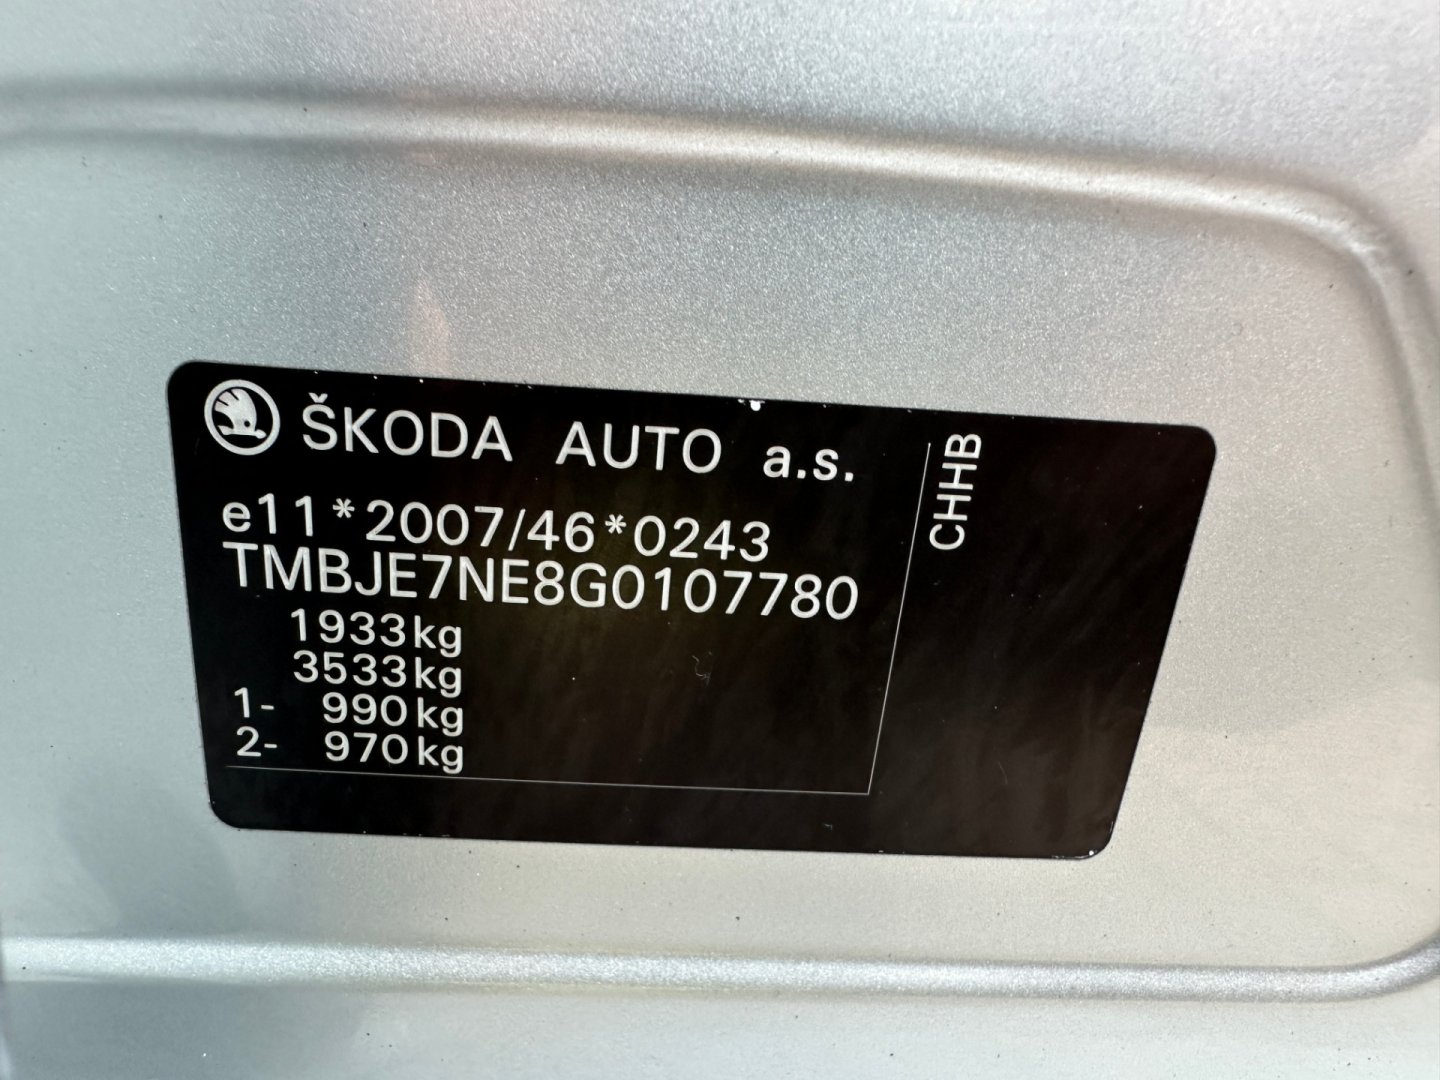 ŠKODA AUTO a.s.
e11*2007/46*0243
TMBJE7NE8G0107780
1933kg
3533kg
1- 990kg
2- 970kg
CHHB